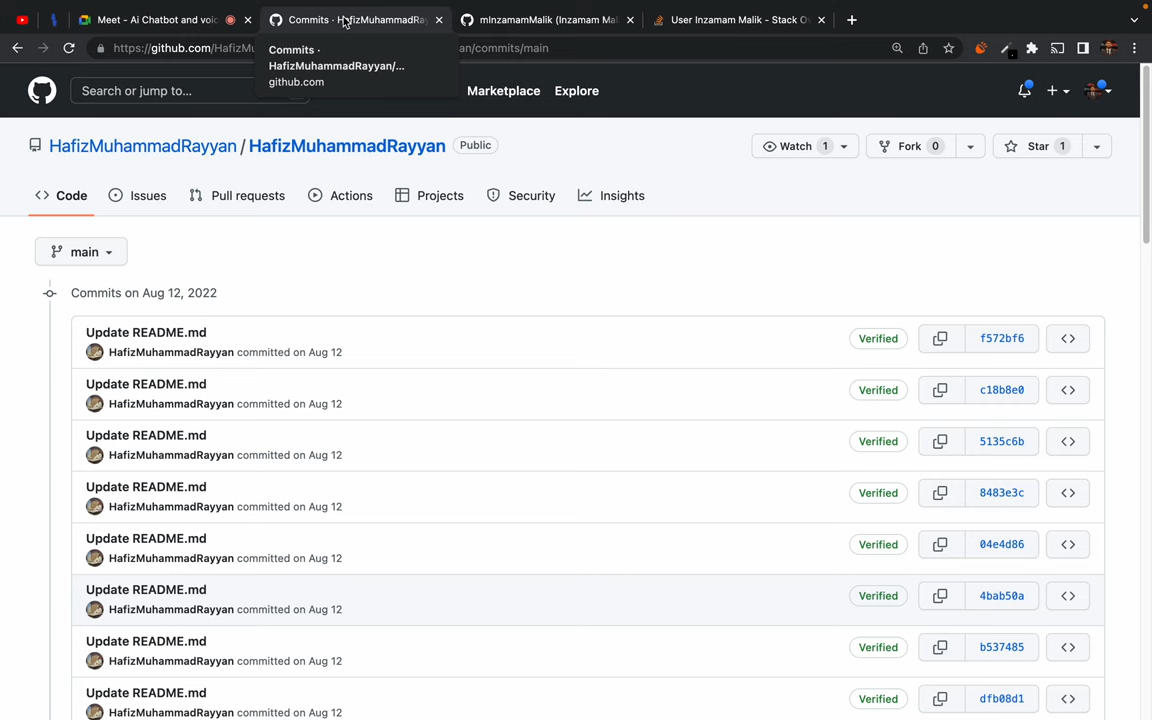 Meet - Ai Chatbot and voic
Commits · HafizMuhammadRay
mInzamamMalik (Inzamam Mal
User Inzamam Malik - Stack Ov
https://github.com/HafizMu
an/commits/main
Commits ·
HafizMuhammadRayyan/...
github.com
Search or jump to...
Marketplace
Explore
HafizMuhammadRayyan / HafizMuhammadRayyan Public
Watch 1
Fork 0
Star 1
Code
Issues
Pull requests
Actions
Projects
Security
Insights
main
Commits on Aug 12, 2022
Update README.md
HafizMuhammadRayyan committed on Aug 12
Verified
f572bf6
Update README.md
HafizMuhammadRayyan committed on Aug 12
Verified
c18b8e0
Update README.md
HafizMuhammadRayyan committed on Aug 12
Verified
5135c6b
Update README.md
HafizMuhammadRayyan committed on Aug 12
Verified
8483e3c
Update README.md
HafizMuhammadRayyan committed on Aug 12
Verified
04e4d86
Update README.md
HafizMuhammadRayyan committed on Aug 12
Verified
4bab50a
Update README.md
HafizMuhammadRayyan committed on Aug 12
Verified
b537485
Update README.md
HafizMuhammadRayyan committed on Aug 12
Verified
dfb08d1